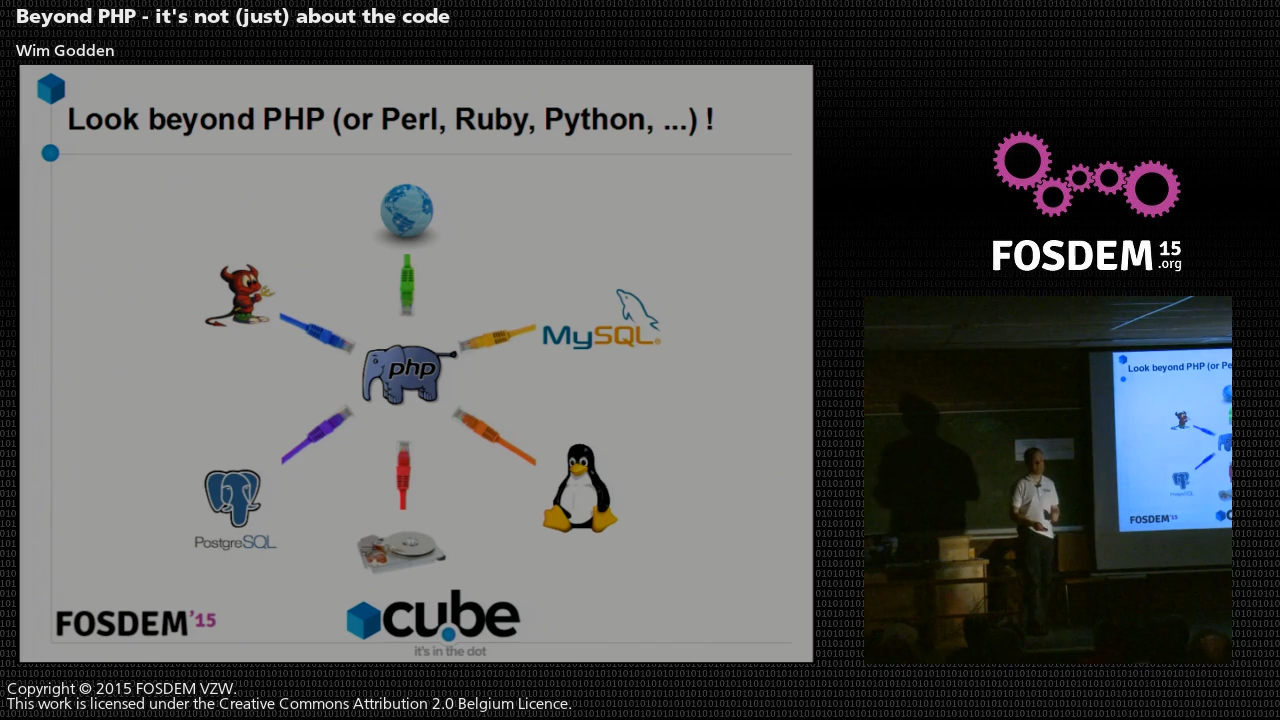 Beyond PHP - it's not (just) about the code
Wim Godden
Look beyond PHP (or Perl, Ruby, Python, ...) !
MySQL
php
PostgreSQL
FOSDEM'15
cube
it's in the dot
FOSDEM 15
.org
Look beyond PHP (or Pe
PostgreSQL
FOSDEM'15
Copyright © 2015 FOSDEM VZW.
This work is licensed under the Creative Commons Attribution 2.0 Belgium Licence.